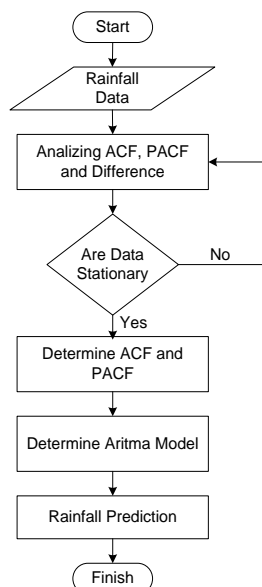 Start
Rainfall
Data
Analizing ACF, PACF
and Difference
Are Data
Stationary
No
Yes
Determine ACF and
PACF
Determine Aritma Model
Rainfall Prediction
Finish